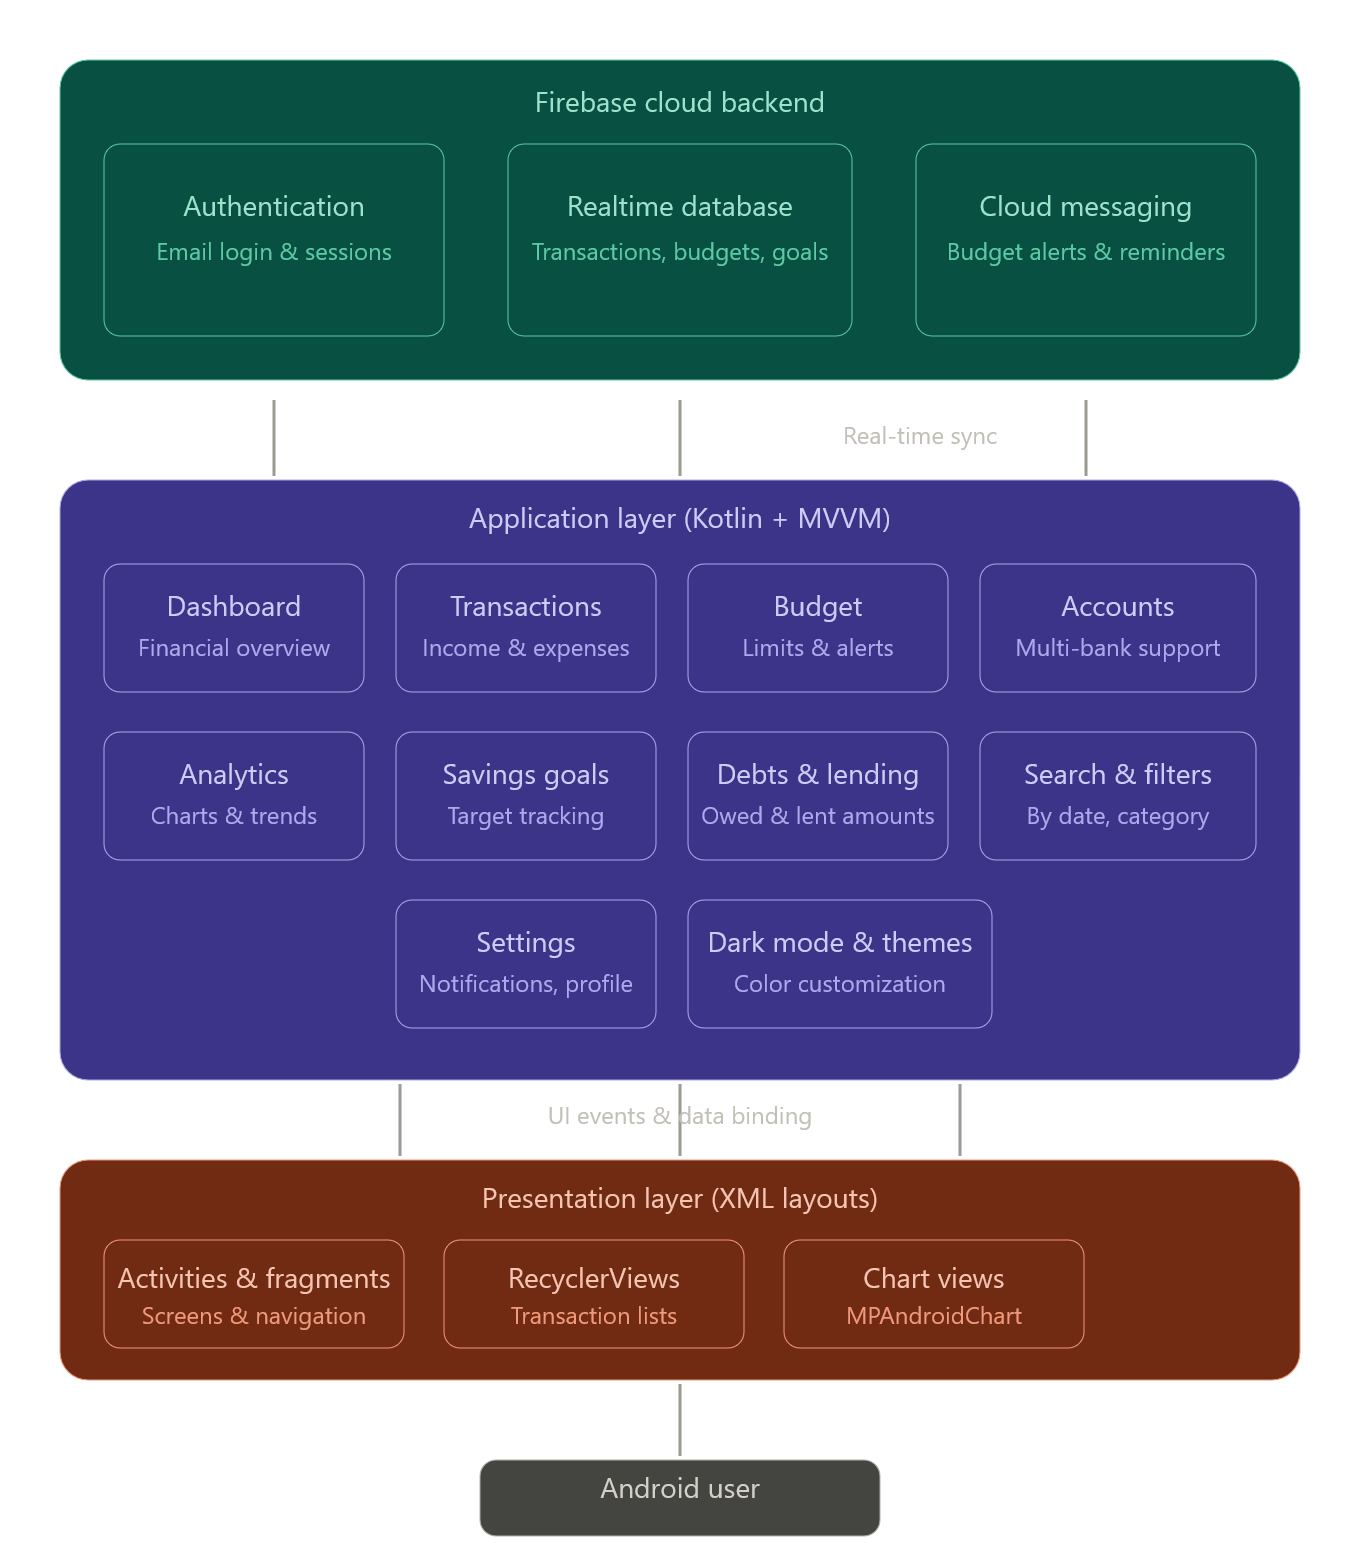 Firebase cloud backend
Authentication
Email login & sessions
Realtime database
Transactions, budgets, goals
Cloud messaging
Budget alerts & reminders
Real-time sync
Application layer (Kotlin + MVVM)
Dashboard
Financial overview
Transactions
Income & expenses
Budget
Limits & alerts
Accounts
Multi-bank support
Analytics
Charts & trends
Savings goals
Target tracking
Debts & lending
Owed & lent amounts
Search & filters
By date, category
Settings
Notifications, profile
Dark mode & themes
Color customization
UI events & data binding
Presentation layer (XML layouts)
Activities & fragments
Screens & navigation
RecyclerViews
Transaction lists
Chart views
MPAndroidChart
Android user